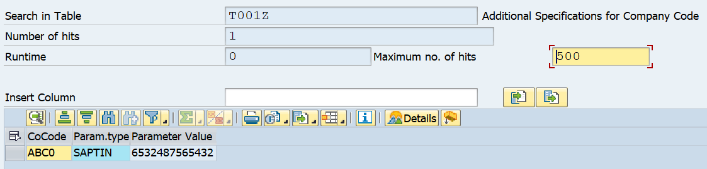 Search in Table T001Z Additional Specifications for Company Code
Number of hits 1
Runtime 0 Maximum no. of hits 500
Insert Column
Details
CoCode Param.type Parameter Value
ABC0 SAPTIN 6532487565432